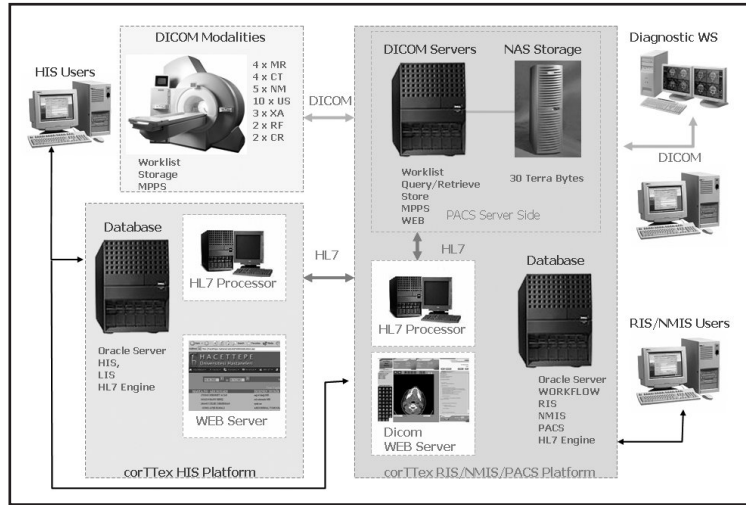 HIS Users
DICOM Modalities
4 x MR
4 x CT
5 x NM
10 x US
3 x XA
2 x RF
2 x CR
Worklist
Storage
MPPS
DICOM
DICOM Servers
NAS Storage
Worklist
Query/Retrieve
Store
MPPS
WEB
30 Terra Bytes
PACS Server Side
Diagnostic WS
DICOM
Database
HL7 Processor
Oracle Server
HIS,
LIS
HL7 Engine
HACETTEPE
WEB Server
corTTex HIS Platform
HL7
HL7
HL7 Processor
Dicom
WEB Server
Database
Oracle Server
WORKFLOW
RIS
NMIS
PACS
HL7 Engine
corTTex RIS/NMIS/PACS Platform
RIS/NMIS Users